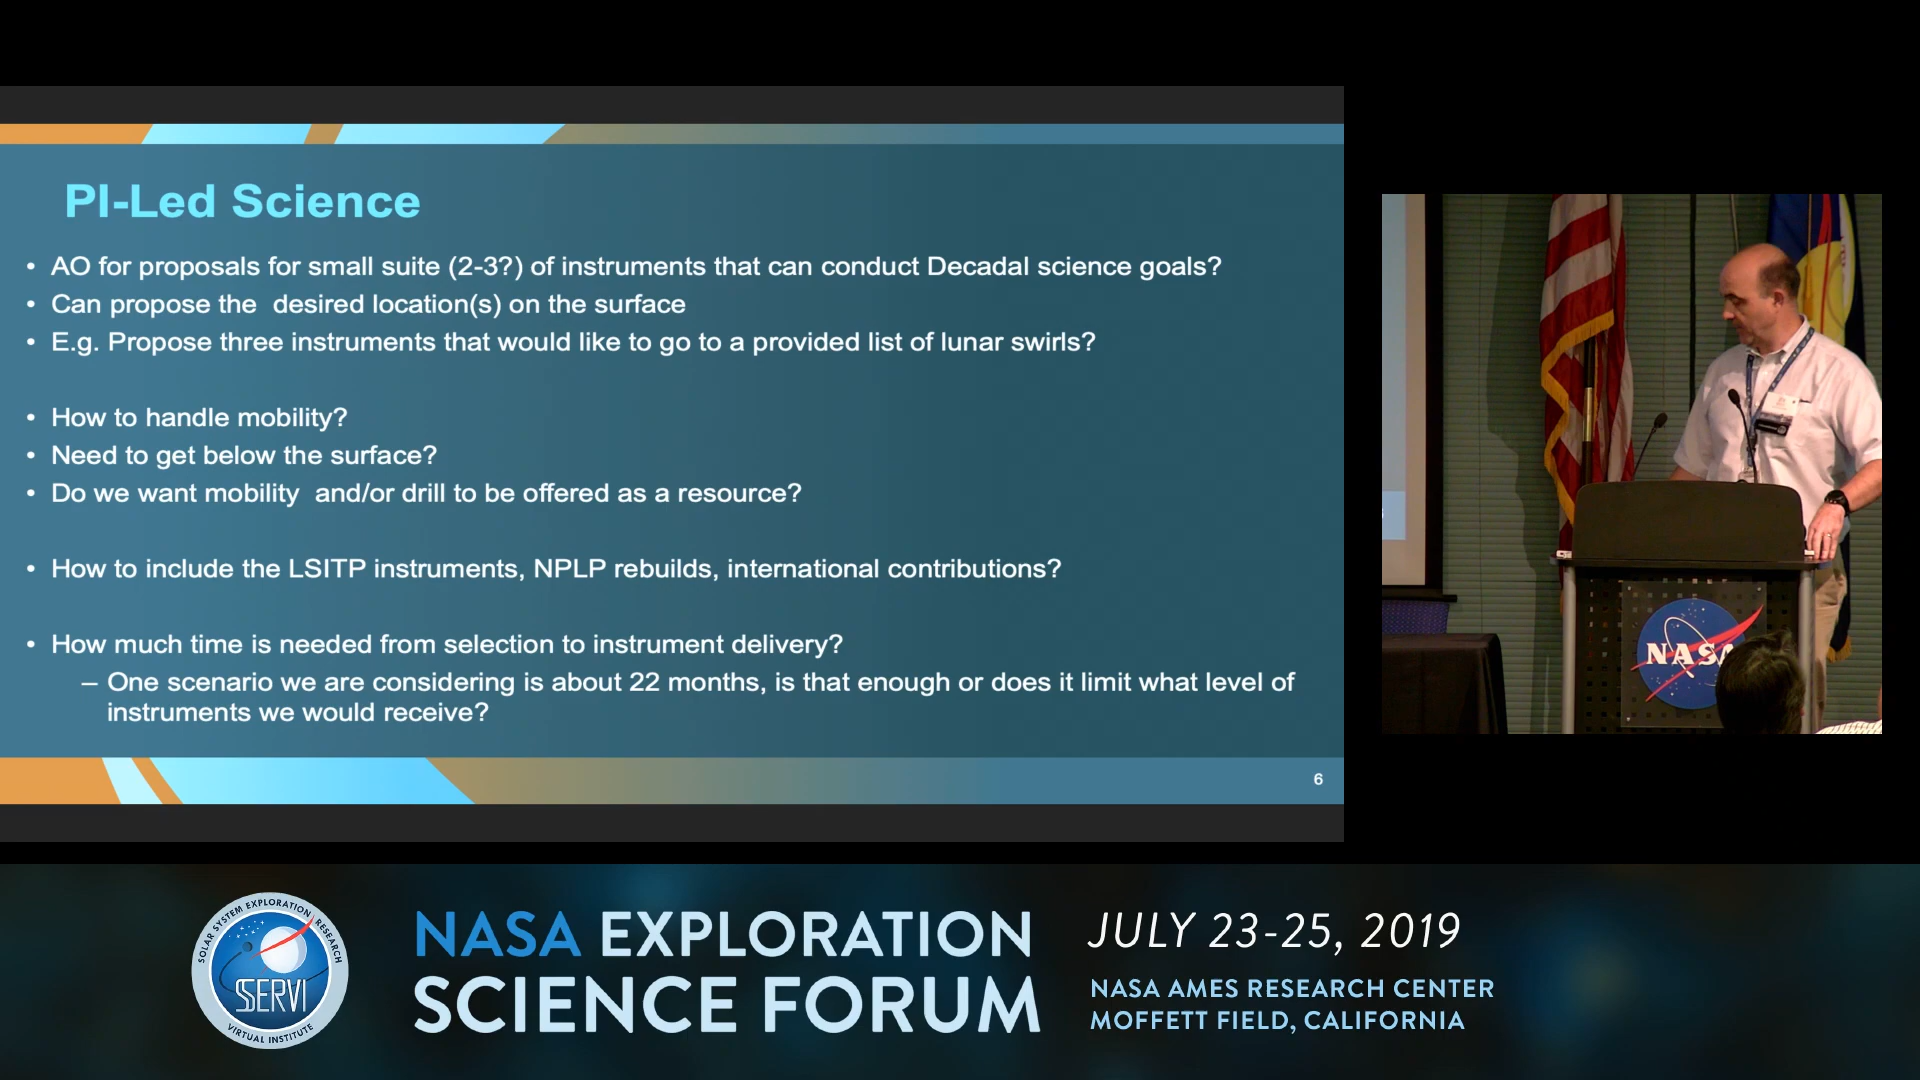 PI-Led Science
• AO for proposals for small suite (2-3?) of instruments that can conduct Decadal science goals?
• Can propose the  desired location(s) on the surface
• E.g. Propose three instruments that would like to go to a provided list of lunar swirls?
• How to handle mobility?
• Need to get below the surface?
• Do we want mobility  and/or drill to be offered as a resource?
• How to include the LSITP instruments, NPLP rebuilds, international contributions?
• How much time is needed from selection to instrument delivery?
– One scenario we are considering is about 22 months, is that enough or does it limit what level of
instruments we would receive?
6
NASA
SOLAR SYSTEM EXPLORATION RESEARCH
SSERVI
VIRTUAL INSTITUTE
NASA EXPLORATION
SCIENCE FORUM
JULY 23-25, 2019
NASA AMES RESEARCH CENTER
MOFFETT FIELD, CALIFORNIA